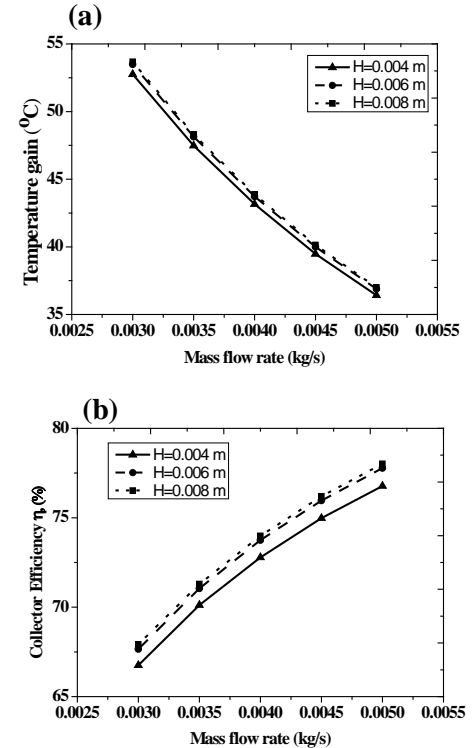 (a)
55
50
45
40
35
Temperature gain (⁰C)
H=0.004 m
H=0.006 m
H=0.008 m
0.0025 0.0030 0.0035 0.0040 0.0045 0.0050 0.0055
Mass flow rate (kg/s)
(b)
80
75
70
65
Collector Efficiency η, (%)
H=0.004 m
H=0.006 m
H=0.008 m
0.0025 0.0030 0.0035 0.0040 0.0045 0.0050 0.0055
Mass flow rate (kg/s)